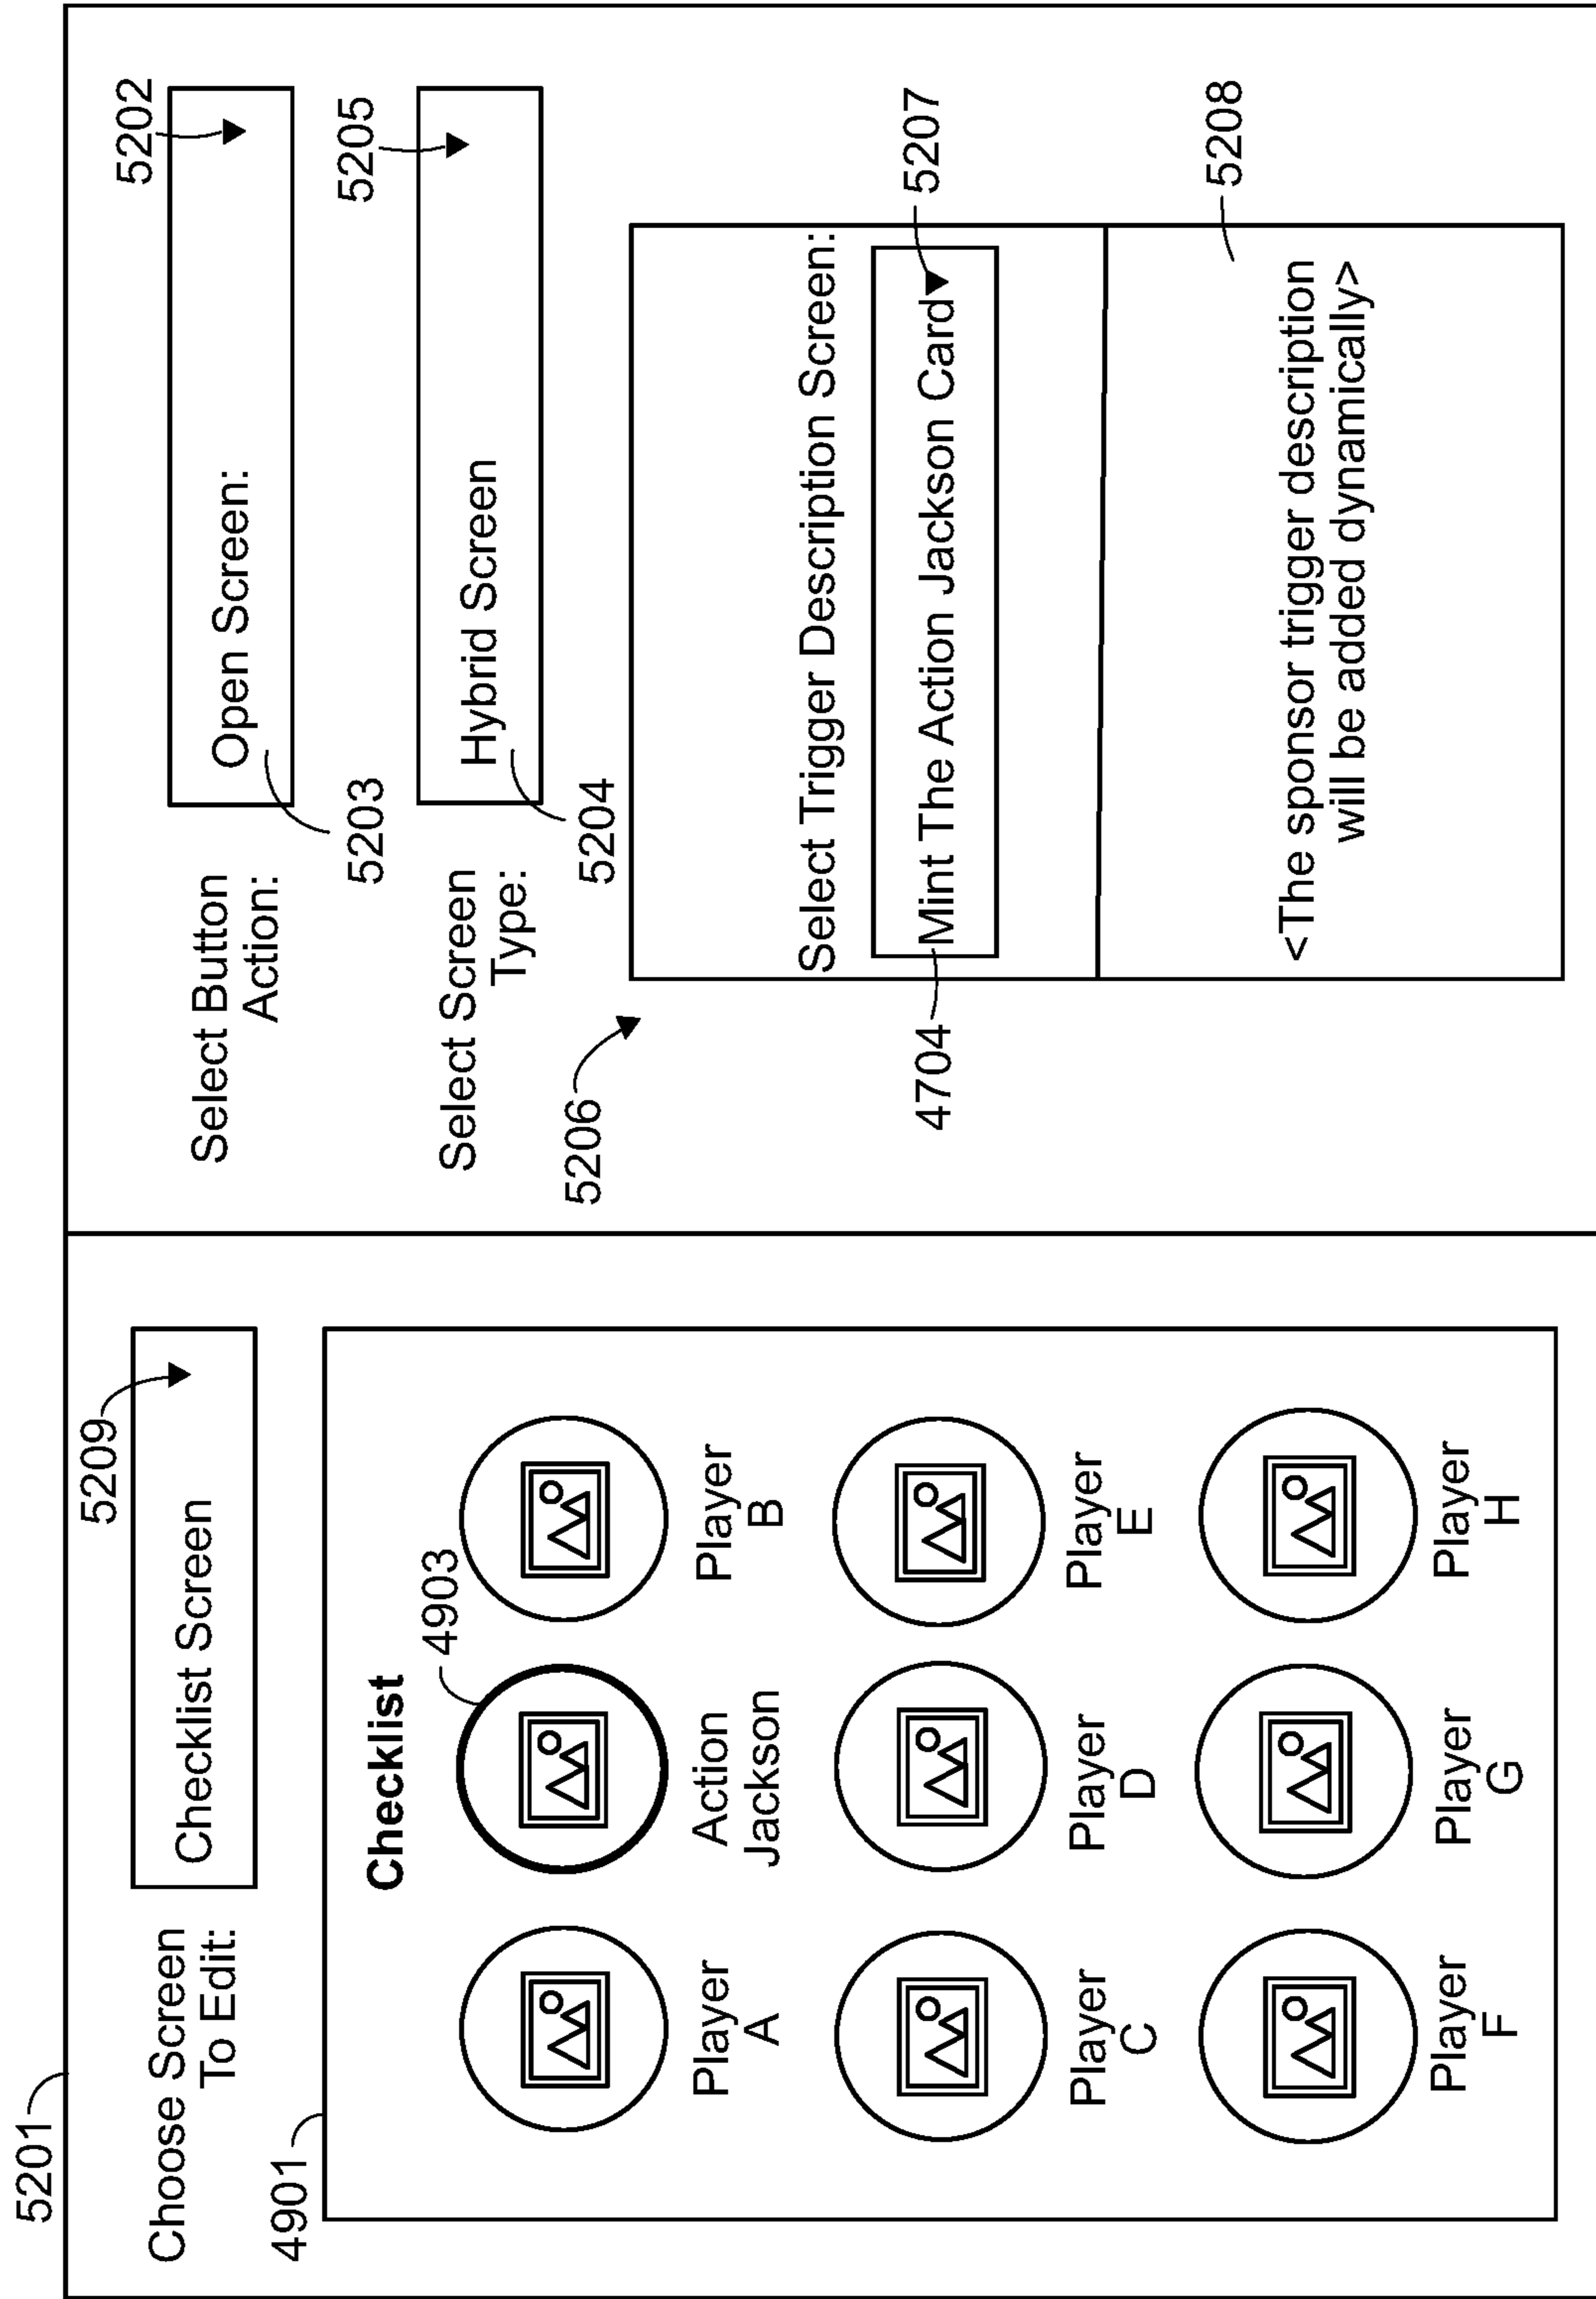 5201
Choose Screen
To Edit:
Checklist Screen
5209
4901
Checklist
4903
Player
A
Action
Jackson
Player
B
Player
C
Player
D
Player
E
Player
F
Player
G
Player
H
Select Button
Action:
Open Screen:
5202
5203
Select Screen
Type:
Hybrid Screen
5205
5204
5206
Select Trigger Description Screen:
4704
Mint The Action Jackson Card
5207
5208
<The sponsor trigger description
will be added dynamically>